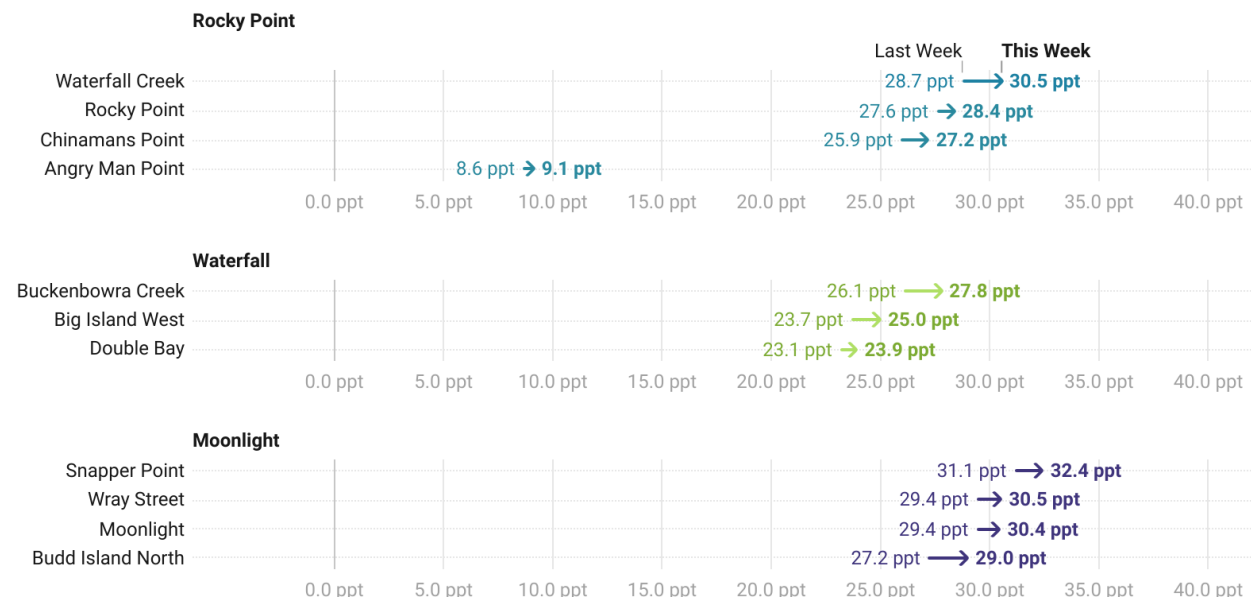 Rocky Point
Last Week This Week
Waterfall Creek 28.7 ppt 30.5 ppt
Rocky Point 27.6 ppt 28.4 ppt
Chinamans Point 25.9 ppt 27.2 ppt
Angry Man Point 8.6 ppt 9.1 ppt
0.0 ppt 5.0 ppt 10.0 ppt 15.0 ppt 20.0 ppt 25.0 ppt 30.0 ppt 35.0 ppt 40.0 ppt
Waterfall
Buckenbowra Creek 26.1 ppt 27.8 ppt
Big Island West 23.7 ppt 25.0 ppt
Double Bay 23.1 ppt 23.9 ppt
0.0 ppt 5.0 ppt 10.0 ppt 15.0 ppt 20.0 ppt 25.0 ppt 30.0 ppt 35.0 ppt 40.0 ppt
Moonlight
Snapper Point 31.1 ppt 32.4 ppt
Wray Street 29.4 ppt 30.5 ppt
Moonlight 29.4 ppt 30.4 ppt
Budd Island North 27.2 ppt 29.0 ppt
0.0 ppt 5.0 ppt 10.0 ppt 15.0 ppt 20.0 ppt 25.0 ppt 30.0 ppt 35.0 ppt 40.0 ppt